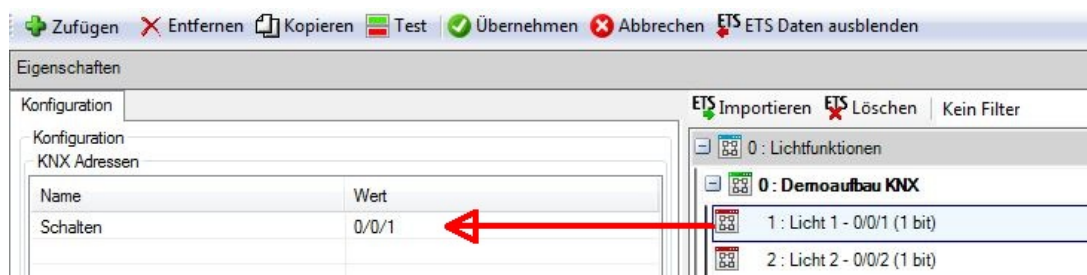 Zufügen Entfernen Kopieren Test Übernehmen Abbrechen ETS ETS Daten ausblenden
Eigenschaften
Konfiguration
Konfiguration
KNX Adressen
Name Wert
Schalten 0/0/1
ETS Importieren ETS Löschen Kein Filter
0 : Lichtfunktionen
0 : Demoaufbau KNX
1 : Licht 1 - 0/0/1 (1 bit)
2 : Licht 2 - 0/0/2 (1 bit)